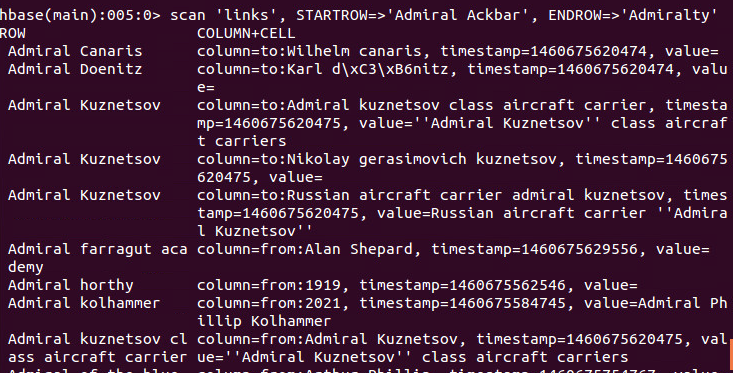 hbase(main):005:0> scan 'links', STARTROW=>'Admiral Ackbar', ENDROW=>'Admiralty'
ROW COLUMN+CELL
Admiral Canaris column=to:Wilhelm canaris, timestamp=1460675620474, value=
Admiral Doenitz column=to:Karl d\xC3\xB6nitz, timestamp=1460675620474, valu
e=
Admiral Kuznetsov column=to:Admiral kuznetsov class aircraft carrier, timesta
mp=1460675620475, value=''Admiral Kuznetsov'' class aircraf
t carriers
Admiral Kuznetsov column=to:Nikolay gerasimovich kuznetsov, timestamp=1460675
620475, value=
Admiral Kuznetsov column=to:Russian aircraft carrier admiral kuznetsov, times
tamp=1460675620475, value=Russian aircraft carrier ''Admira
l Kuznetsov''
Admiral farragut aca column=from:Alan Shepard, timestamp=1460675629556, value=
demy
Admiral horthy column=from:1919, timestamp=1460675562546, value=
Admiral kolhammer column=from:2021, timestamp=1460675584745, value=Admiral Ph
illip Kolhammer
Admiral kuznetsov cl column=from:Admiral Kuznetsov, timestamp=1460675620475, val
ass aircraft carrier ue=''Admiral Kuznetsov'' class aircraft carriers